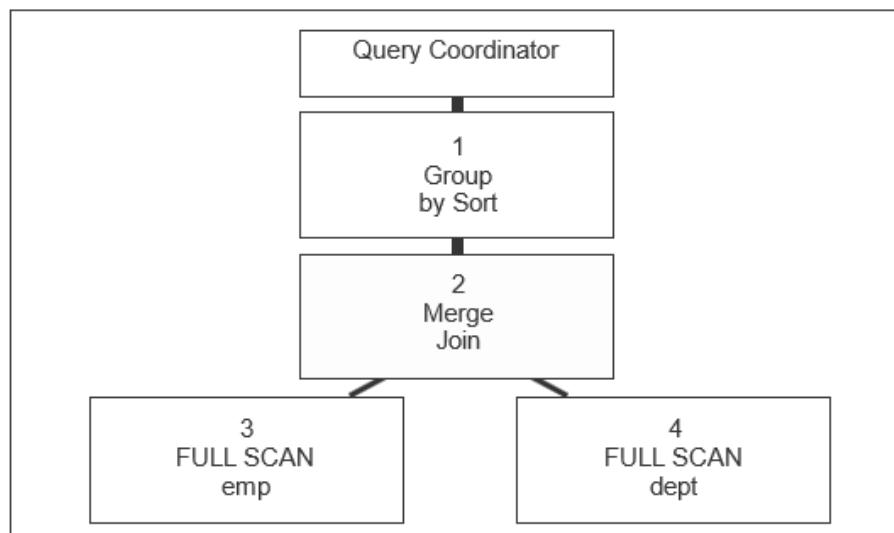 Query Coordinator
1
Group
by Sort
2
Merge
Join
3
FULL SCAN
emp
4
FULL SCAN
dept